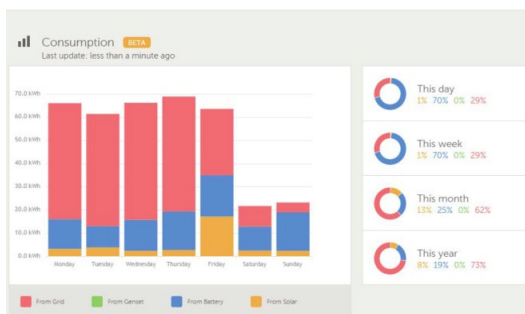 Consumption BETA
Last update: less than a minute ago
70.0 kWh
60.0 kWh
50.0 kWh
40.0 kWh
30.0 kWh
20.0 kWh
10.0 kWh
0.0 kWh
Monday Tuesday Wednesday Thursday Friday Saturday Sunday
From Grid From Genset From Battery From Solar
This day
1% 70% 0% 29%
This week
1% 70% 0% 29%
This month
13% 25% 0% 62%
This year
8% 19% 0% 73%